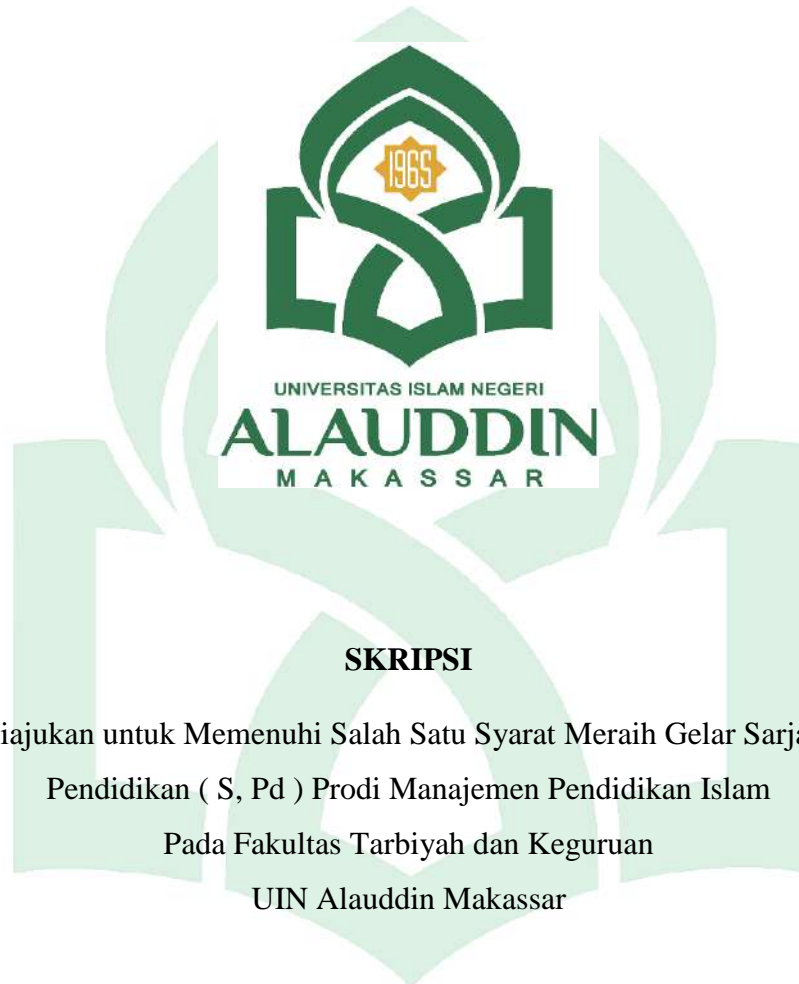 1965
UNIVERSITAS ISLAM NEGERI
ALAUDDIN
MAKASSAR
SKRIPSI
iajukan untuk Memenuhi Salah Satu Syarat Meraih Gelar Sarja
Pendidikan ( S, Pd ) Prodi Manajemen Pendidikan Islam
Pada Fakultas Tarbiyah dan Keguruan
UIN Alauddin Makassar